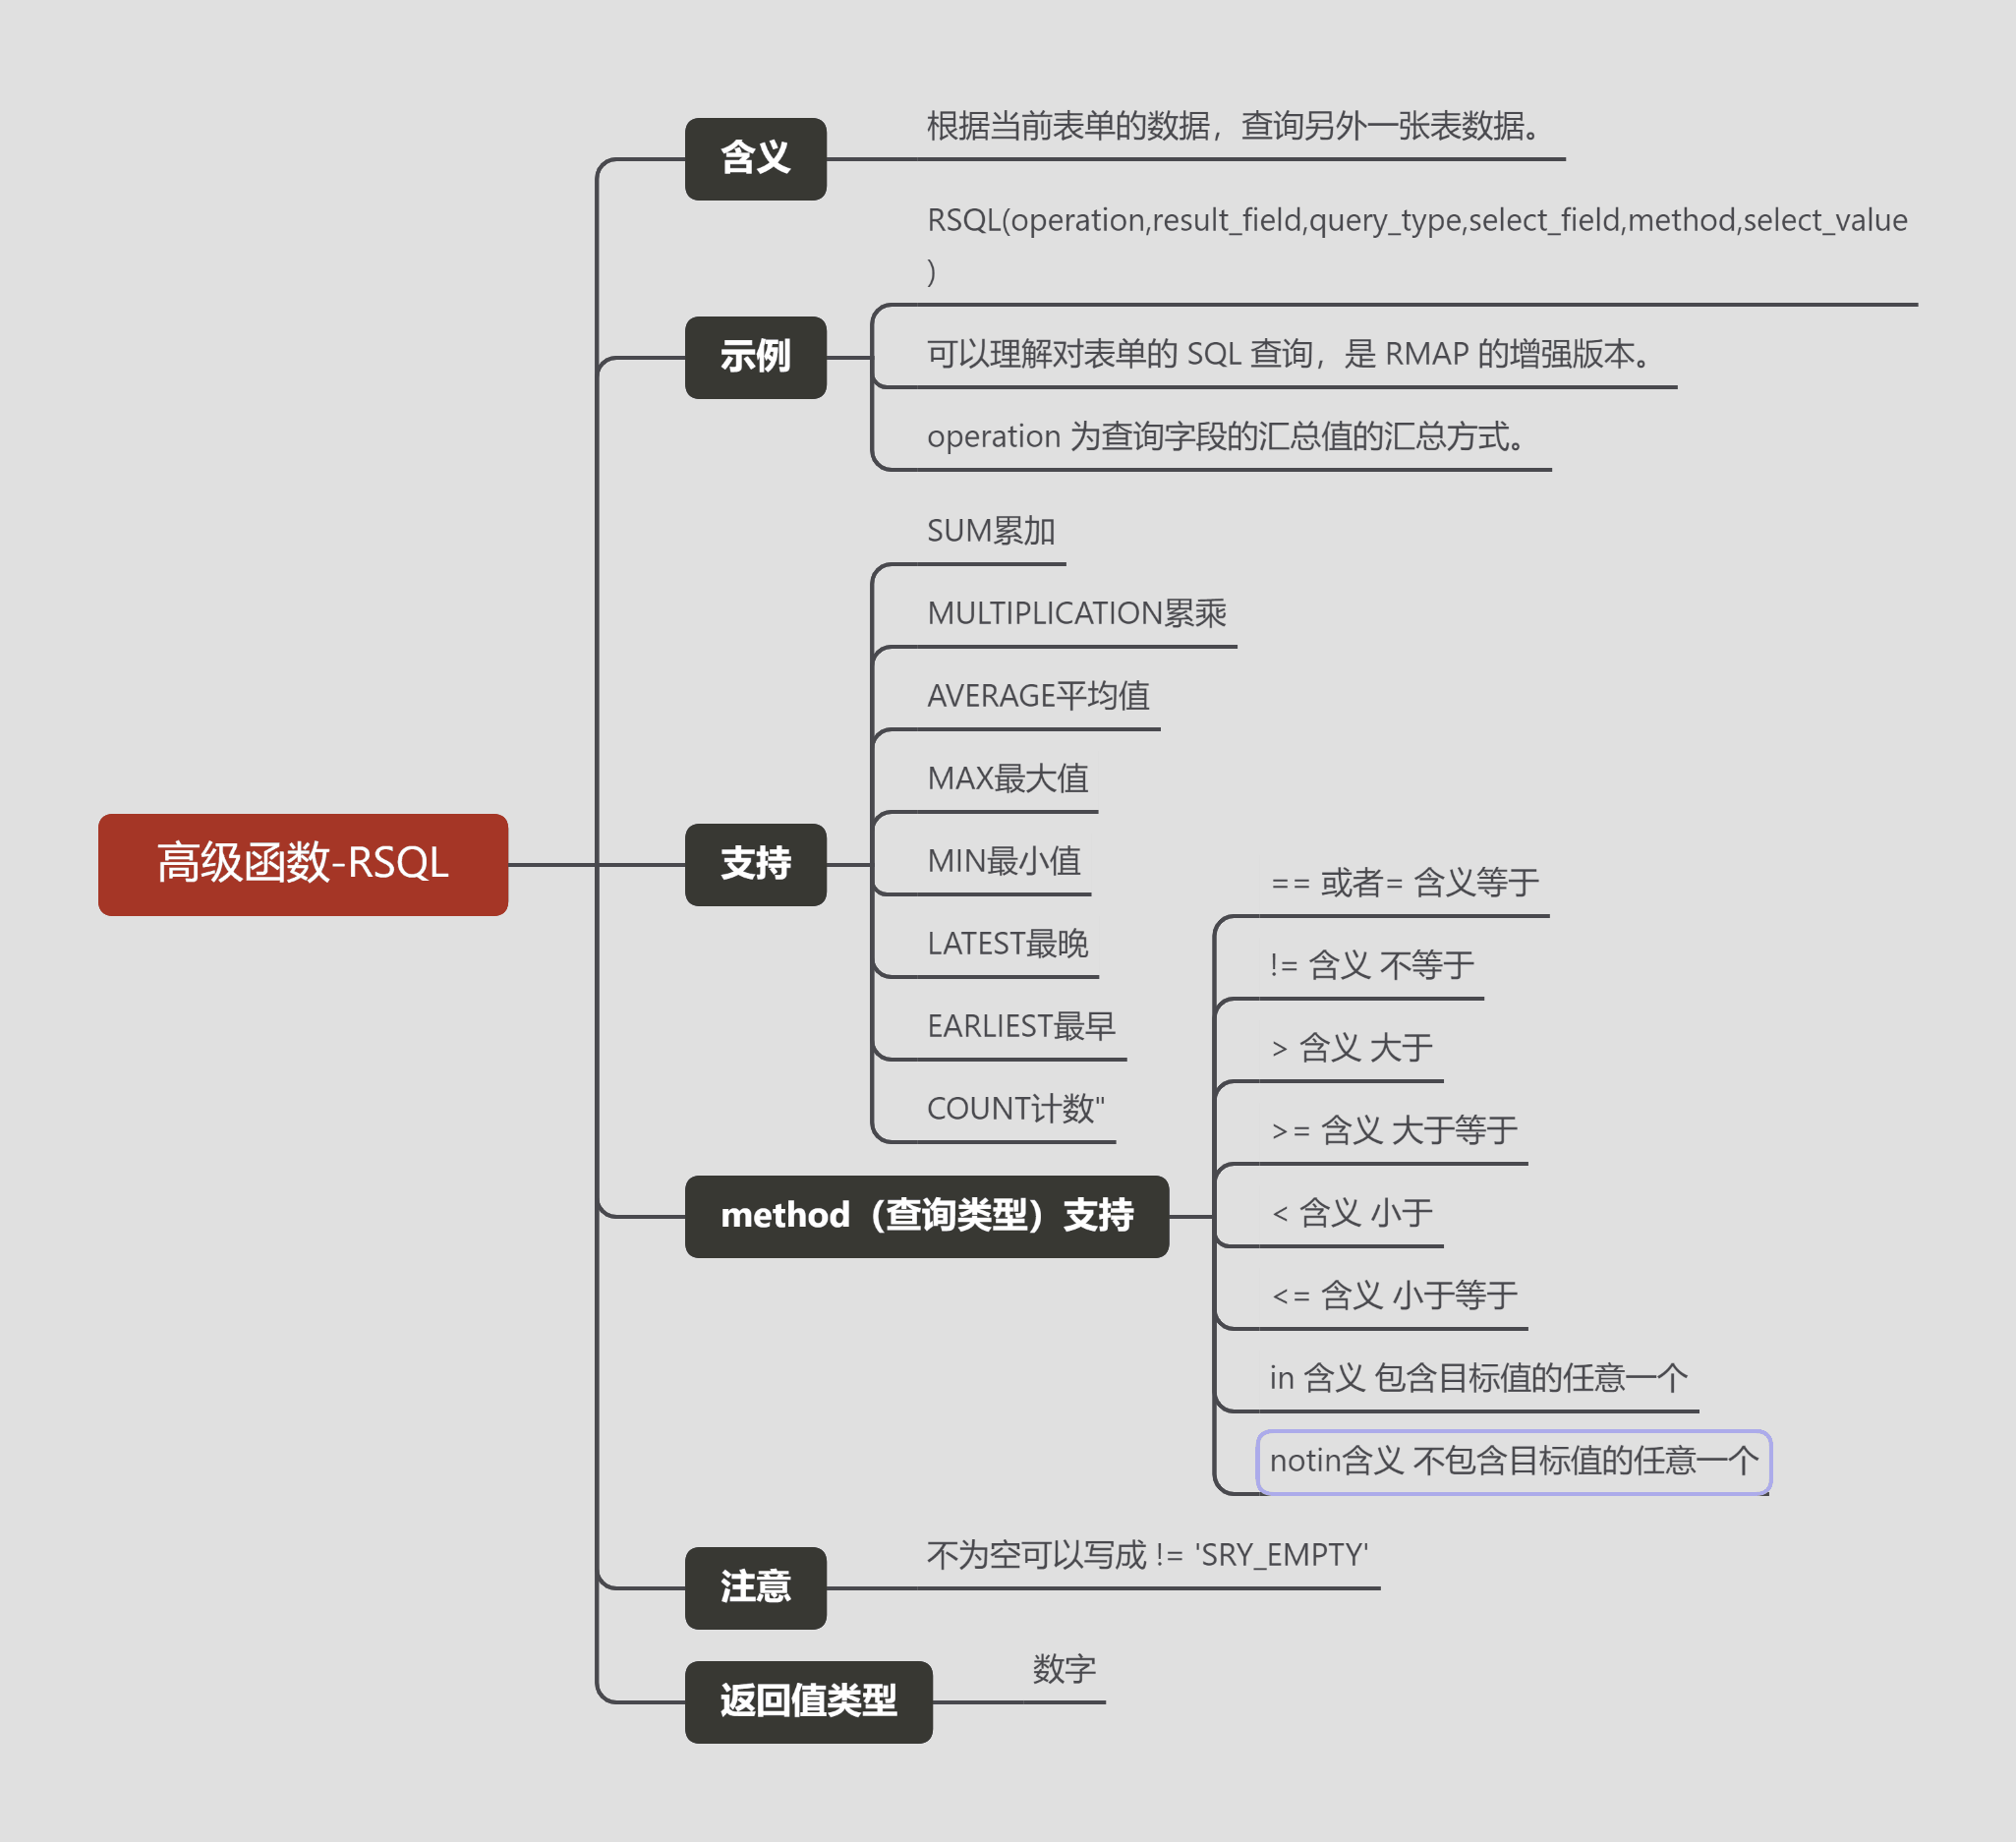 高级函数-RSQL
含义
根据当前表单的数据，查询另外一张表数据。
示例
RSQL(operation,result_field,query_type,select_field,method,select_value
)
可以理解对表单的 SQL 查询，是 RMAP 的增强版本。
operation 为查询字段的汇总值的汇总方式。
支持
SUM累加
MULTIPLICATION累乘
AVERAGE平均值
MAX最大值
MIN最小值
LATEST最晚
EARLIEST最早
COUNT计数"
method（查询类型）支持
== 或者= 含义等于
!= 含义 不等于
> 含义 大于
>= 含义 大于等于
< 含义 小于
<= 含义 小于等于
in 含义 包含目标值的任意一个
notin含义 不包含目标值的任意一个
注意
不为空可以写成 != 'SRY_EMPTY'
返回值类型
数字